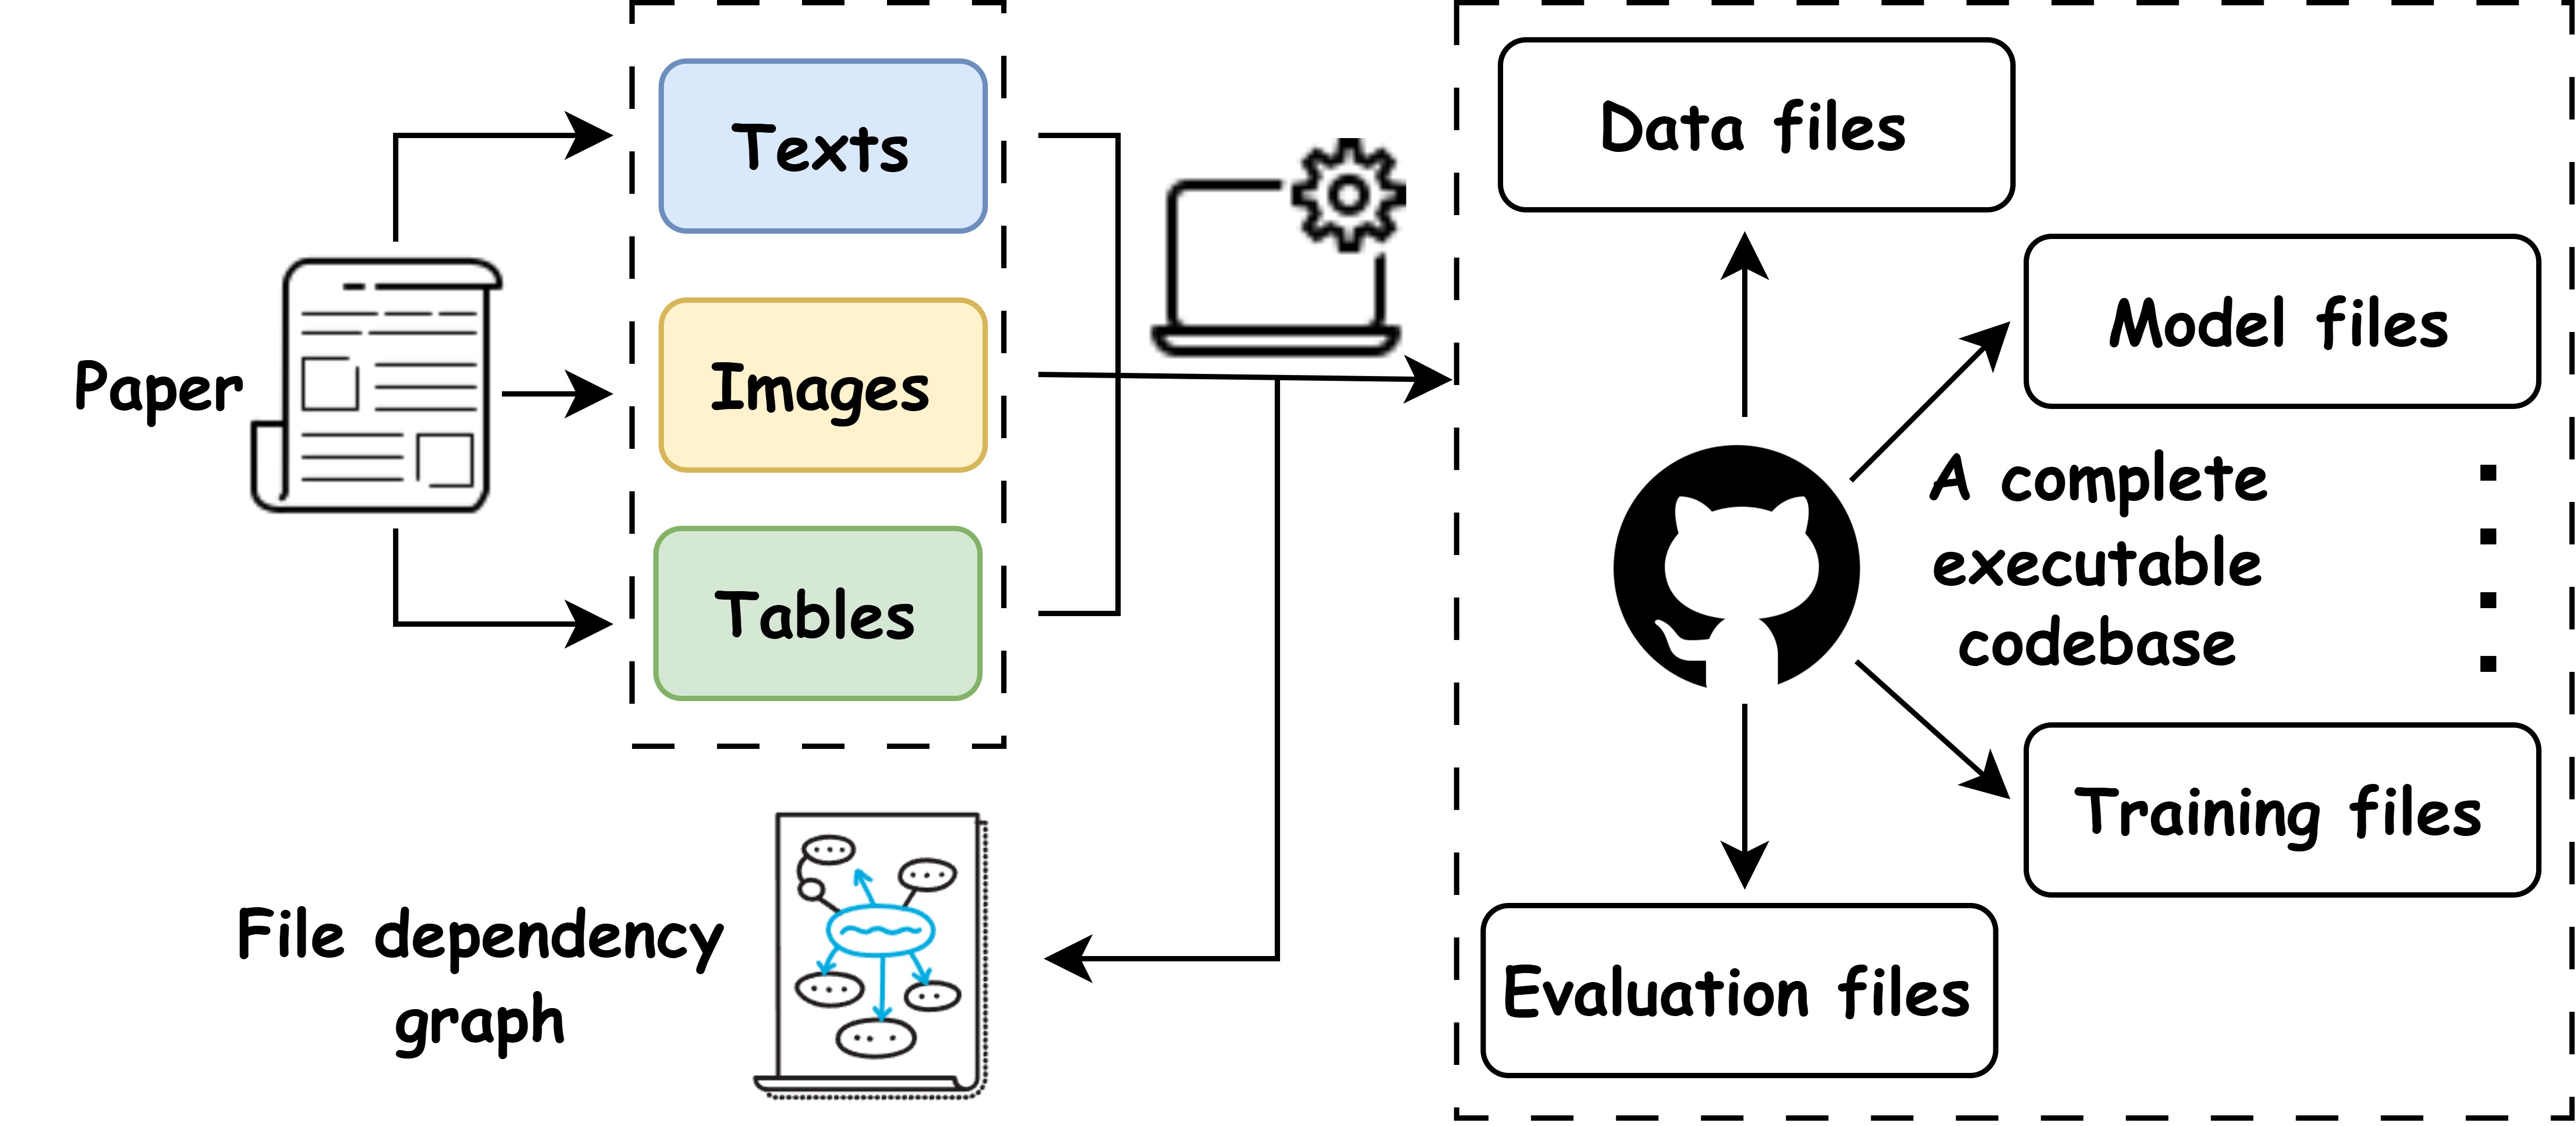 Paper
Texts
Images
Tables
File dependency
graph
Data files
Model files
A complete
executable
codebase
Training files
Evaluation files